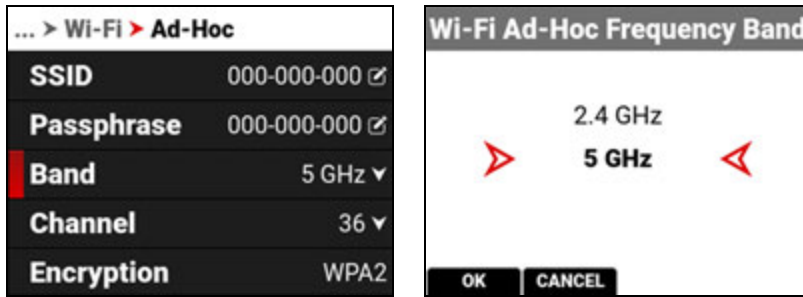 ... > Wi-Fi > Ad-Hoc
SSID 000-000-000
Passphrase 000-000-000
Band 5 GHz
Channel 36
Encryption WPA2
Wi-Fi Ad-Hoc Frequency Band
2.4 GHz
5 GHz
OK CANCEL